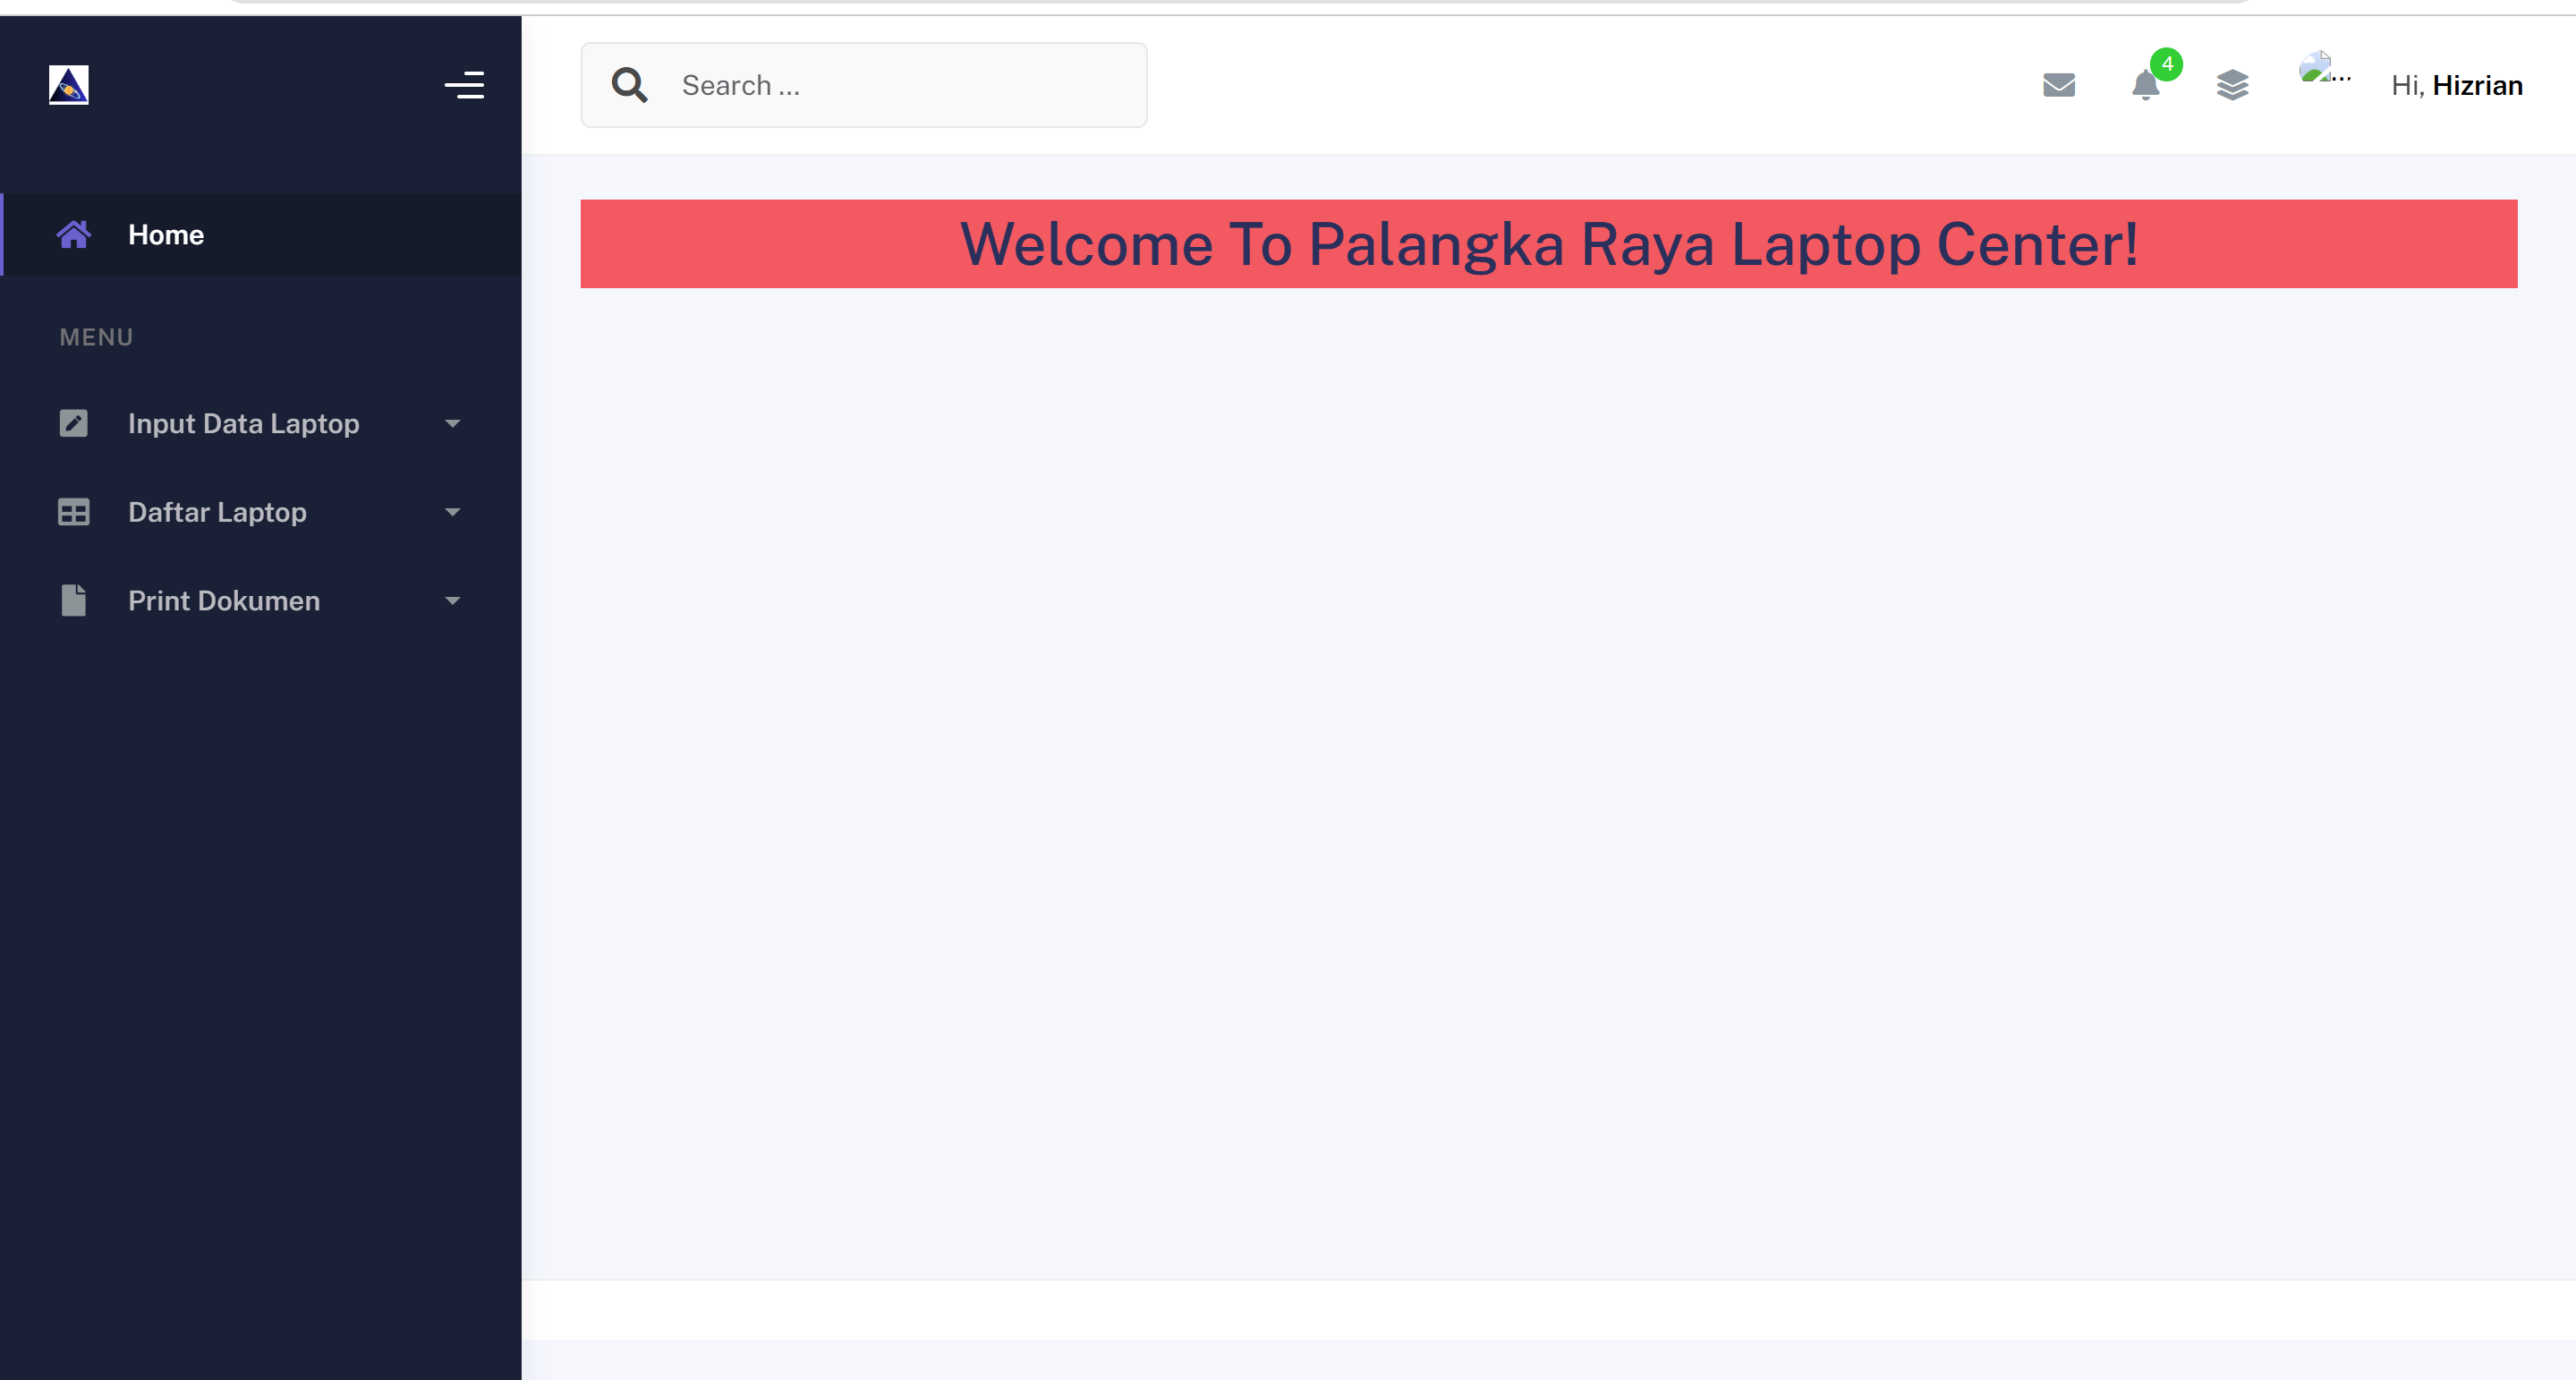 Search ...
4
...
Hi, Hizrian
Home
MENU
Input Data Laptop
Daftar Laptop
Print Dokumen
Welcome To Palangka Raya Laptop Center!